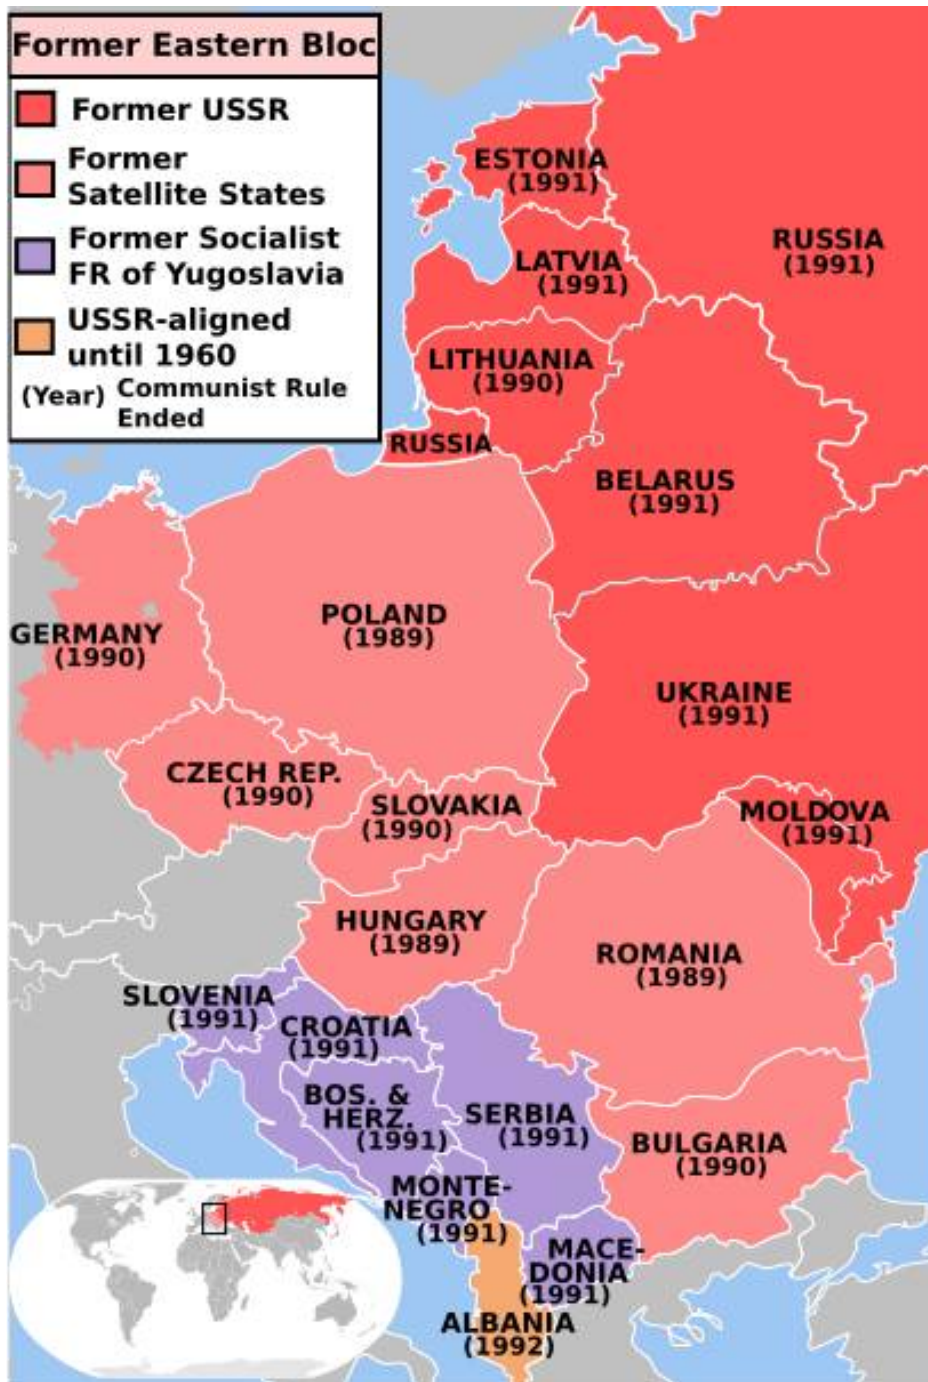 Former Eastern Bloc
Former USSR
Former
Satellite States
Former Socialist
FR of Yugoslavia
USSR-aligned
until 1960
(Year) Communist Rule
Ended
ESTONIA
(1991)
RUSSIA
(1991)
LATVIA
(1991)
LITHUANIA
(1990)
RUSSIA
BELARUS
(1991)
POLAND
(1989)
GERMANY
(1990)
UKRAINE
(1991)
CZECH REP.
(1990)
SLOVAKIA
(1990)
MOLDOVA
(1991)
HUNGARY
(1989)
ROMANIA
(1989)
SLOVENIA
(1991)
CROATIA
(1991)
BOS. &
HERZ.
(1991)
SERBIA
(1991)
BULGARIA
(1990)
MONTE-
NEGRO
(1991)
MACE-
DONIA
(1991)
ALBANIA
(1992)